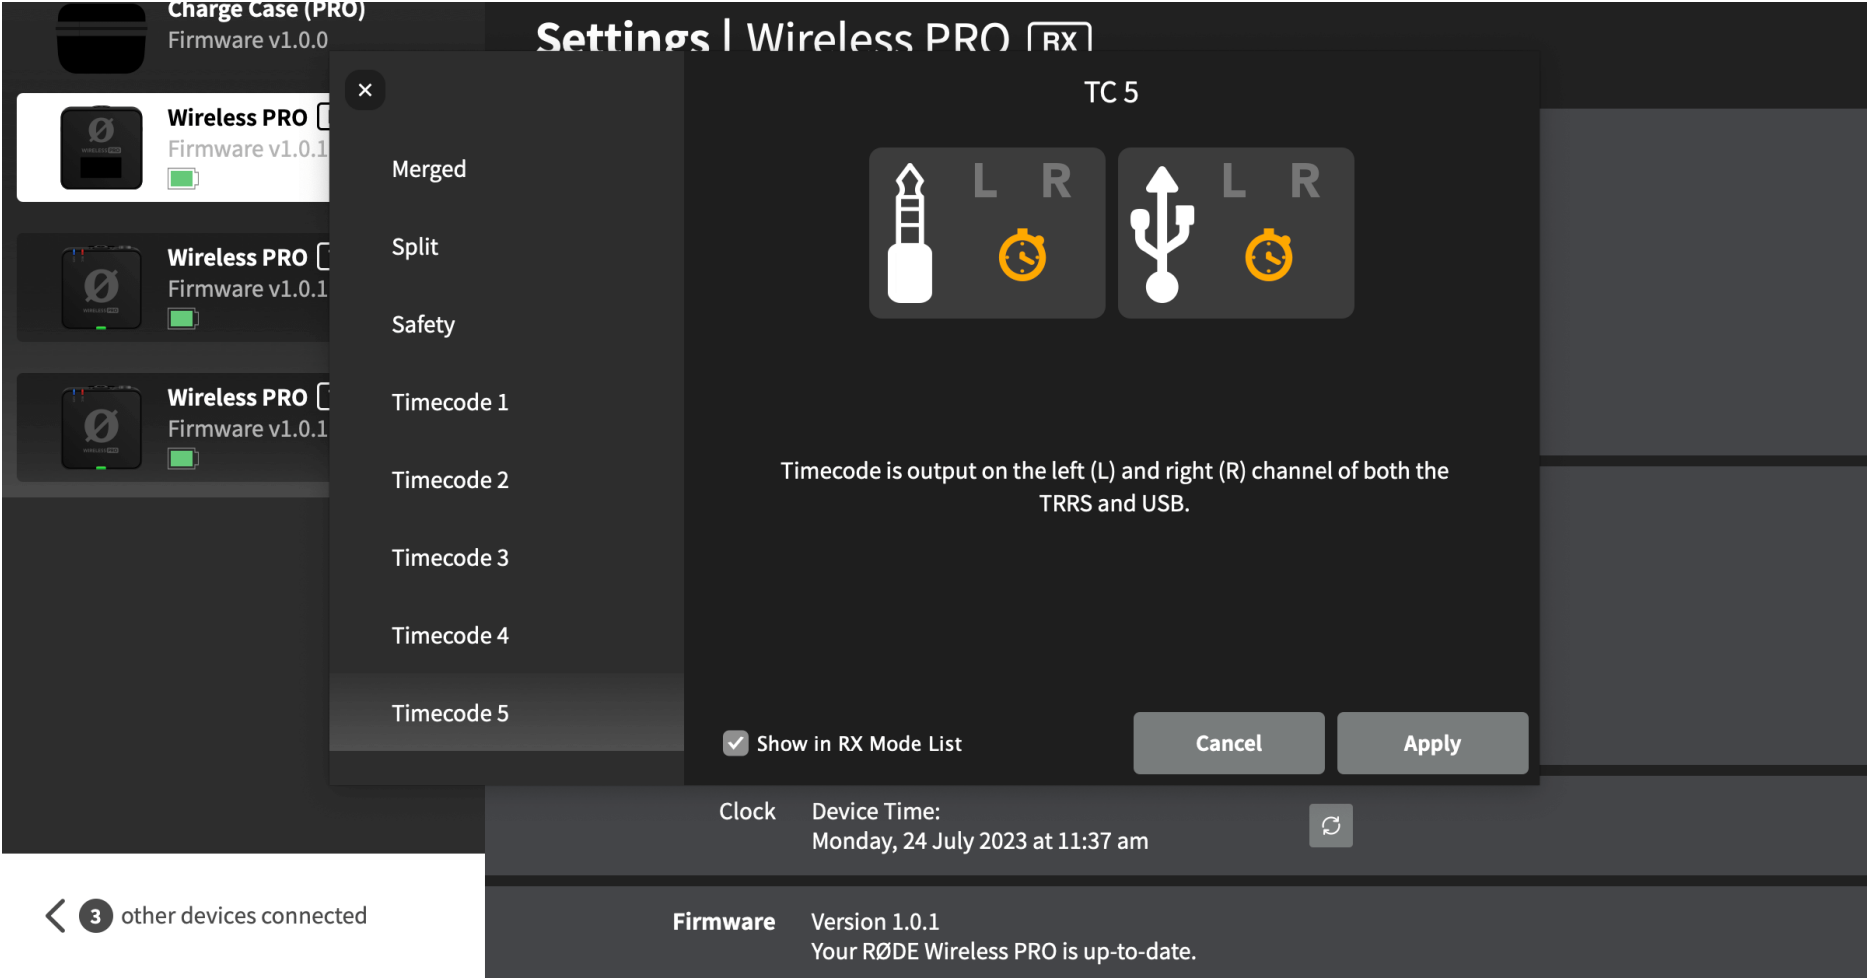 Charge Case (PRO)
Firmware v1.0.0
Settings | Wireless PRO RX
Wireless PRO
Firmware v1.0.1
Wireless PRO
Firmware v1.0.1
Wireless PRO
Firmware v1.0.1
3 other devices connected
Merged
Split
Safety
Timecode 1
Timecode 2
Timecode 3
Timecode 4
Timecode 5
TC 5
L R
L R
Timecode is output on the left (L) and right (R) channel of both the
TRRS and USB.
Show in RX Mode List
Cancel
Apply
Clock
Device Time:
Monday, 24 July 2023 at 11:37 am
Firmware
Version 1.0.1
Your RØDE Wireless PRO is up-to-date.